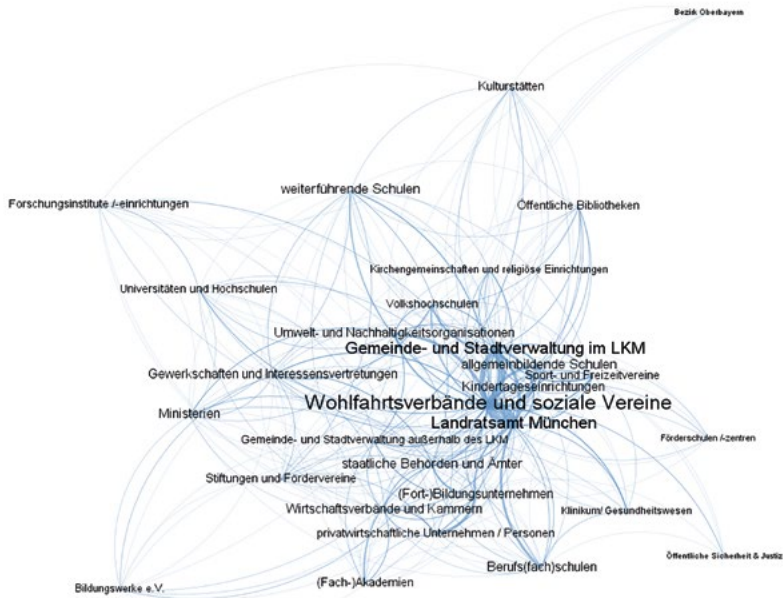 Bezirk Oberbayern
Kulturstätten
weiterführende Schulen
Forschungsinstitute /-einrichtungen
Öffentliche Bibliotheken
Kirchengemeinschaften und religiöse Einrichtungen
Universitäten und Hochschulen
Volkshochschulen
Umwelt- und Nachhaltigkeitsorganisationen
Gemeinde- und Stadtverwaltung im LKM
allgemeinbildende Schulen
Gewerkschaften und Interessensvertretungen
Sport- und Freizeitvereine
Kindertageseinrichtungen
Wohlfahrtsverbände und soziale Vereine
Ministerien
Landratsamt München
Gemeinde- und Stadtverwaltung außerhalb des LKM
Förderschulen /-zentren
staatliche Behörden und Ämter
Stiftungen und Fördervereine
(Fort-)Bildungsunternehmen
Wirtschaftsverbände und Kammern
Klinikum/ Gesundheitswesen
privatwirtschaftliche Unternehmen / Personen
Öffentliche Sicherheit & Justiz
Berufs(fach)schulen
(Fach-)Akademien
Bildungswerke e.V.